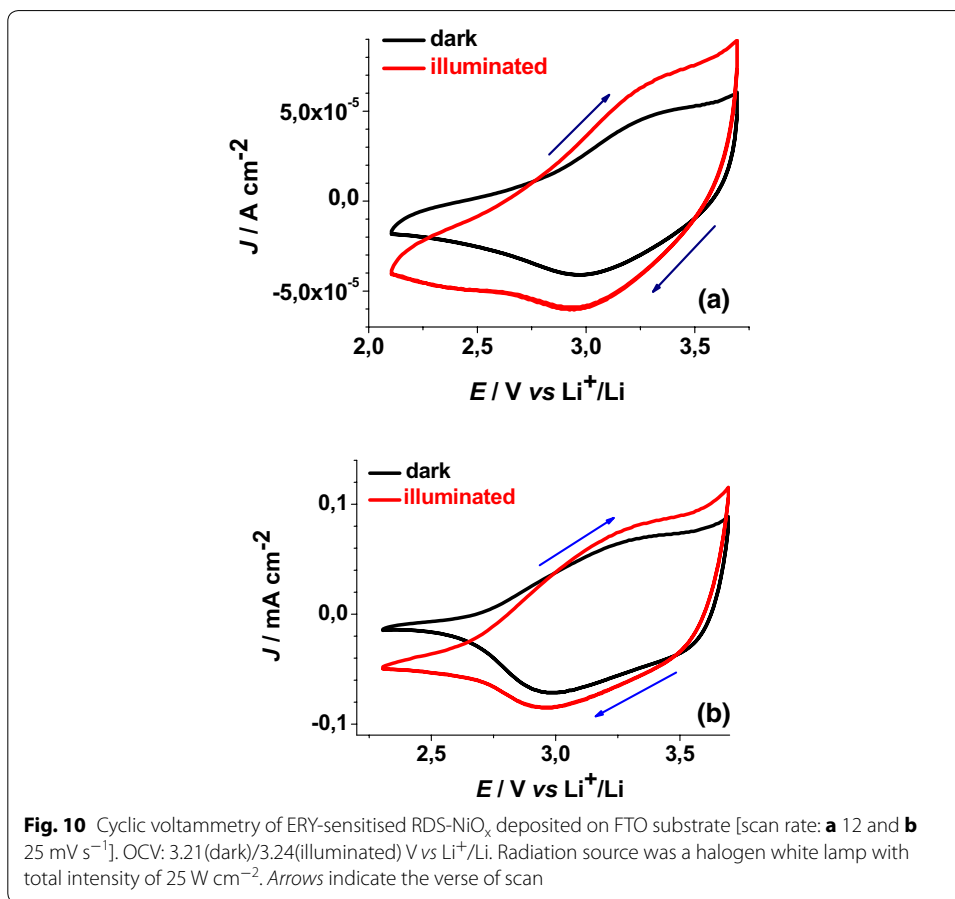 dark
illuminated
5,0x10⁻⁵
0,0
-5,0x10⁻⁵
J / A cm⁻²
(a)
2,0 2,5 3,0 3,5
E / V vs Li⁺/Li
dark
illuminated
0,1
0,0
-0,1
J / mA cm⁻²
(b)
2,5 3,0 3,5
E / V vs Li⁺/Li
Fig. 10 Cyclic voltammetry of ERY-sensitised RDS-NiOₓ deposited on FTO substrate [scan rate: a 12 and b
25 mV s⁻¹]. OCV: 3.21(dark)/3.24(illuminated) V vs Li⁺/Li. Radiation source was a halogen white lamp with
total intensity of 25 W cm⁻². Arrows indicate the verse of scan